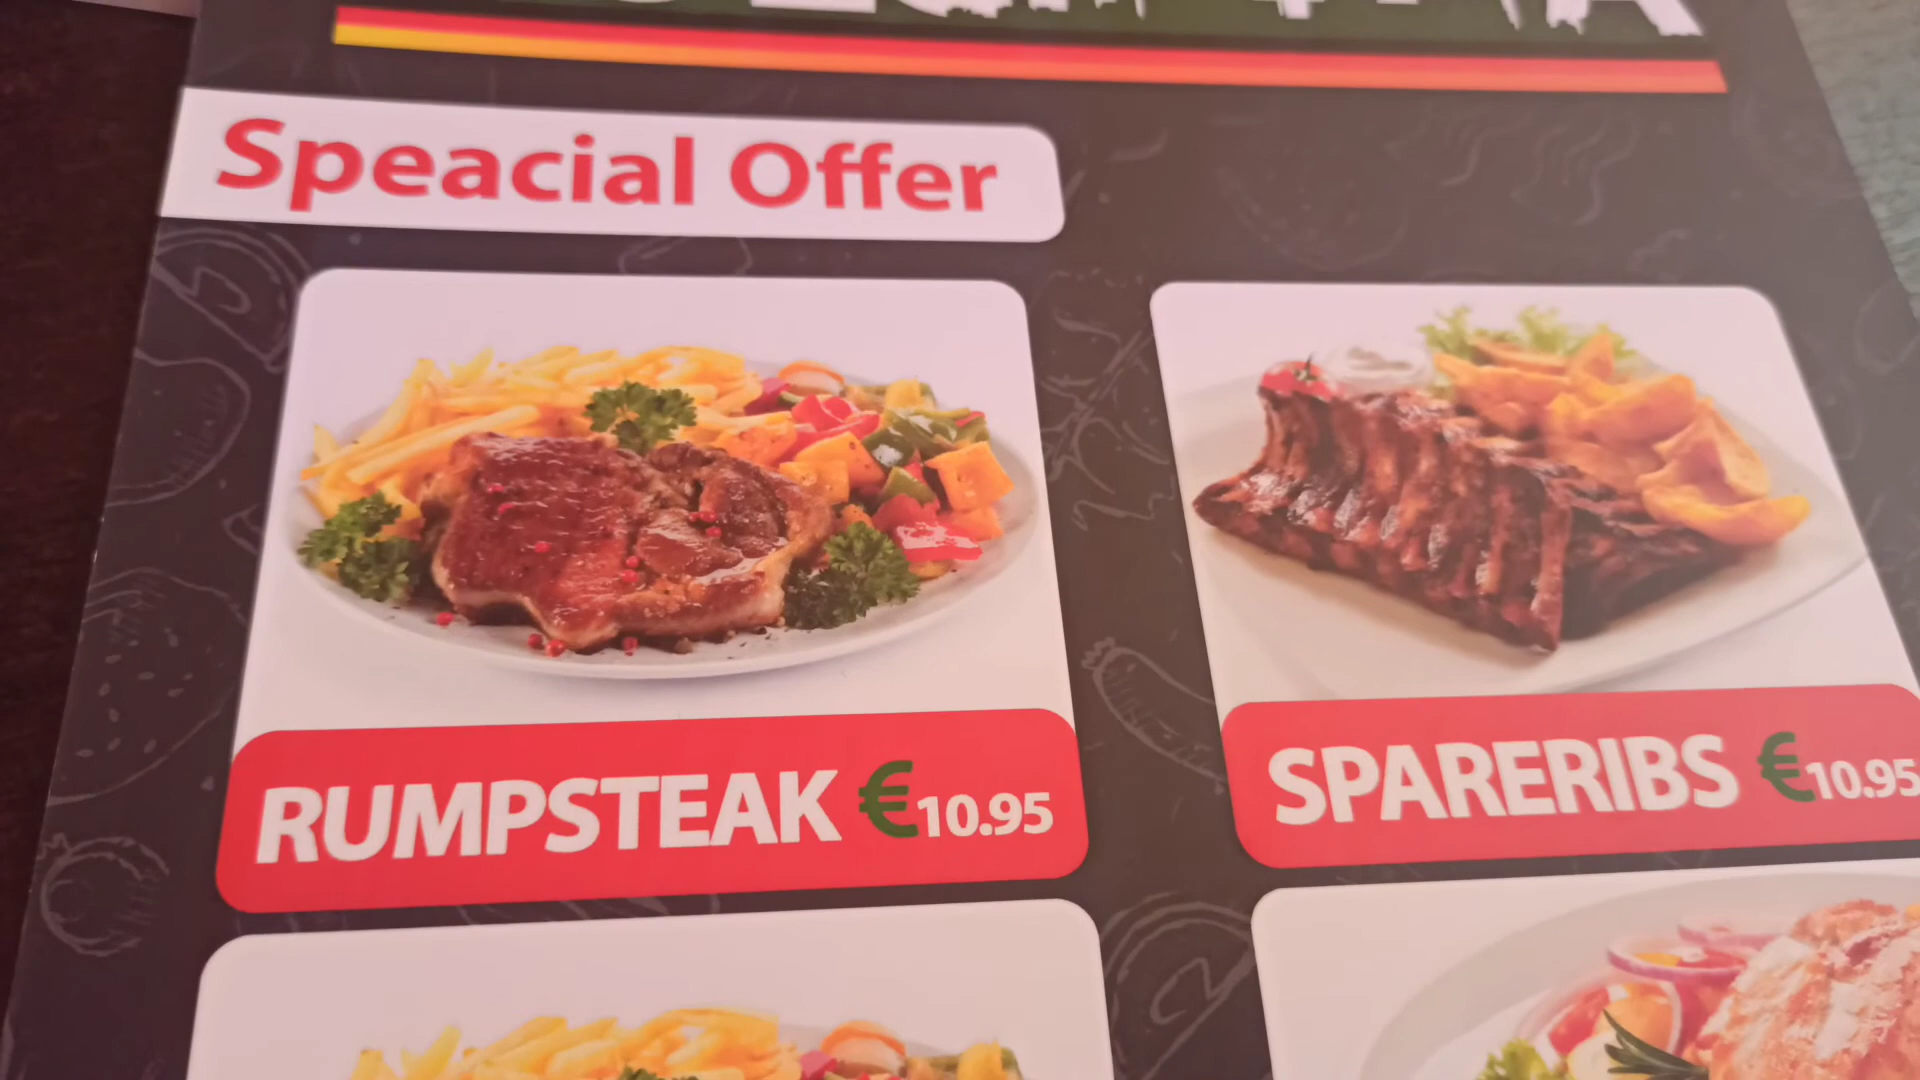 Speacial Offer
RUMPSTEAK €10.95
SPARERIBS €10.95